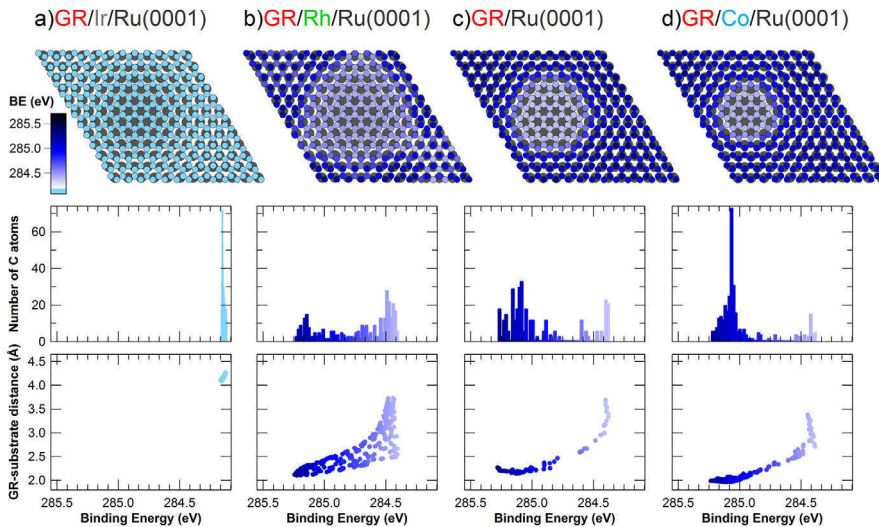 a)GR/Ir/Ru(0001)
b)GR/Rh/Ru(0001)
c)GR/Ru(0001)
d)GR/Co/Ru(0001)
BE (eV)
285.5
285.0
284.5
Number of C atoms
60
40
20
0
GR-substrate distance (Å)
4.5
4.0
3.5
3.0
2.5
2.0
285.5 285.0 284.5
285.5 285.0 284.5
285.5 285.0 284.5
285.5 285.0 284.5
Binding Energy (eV)
Binding Energy (eV)
Binding Energy (eV)
Binding Energy (eV)